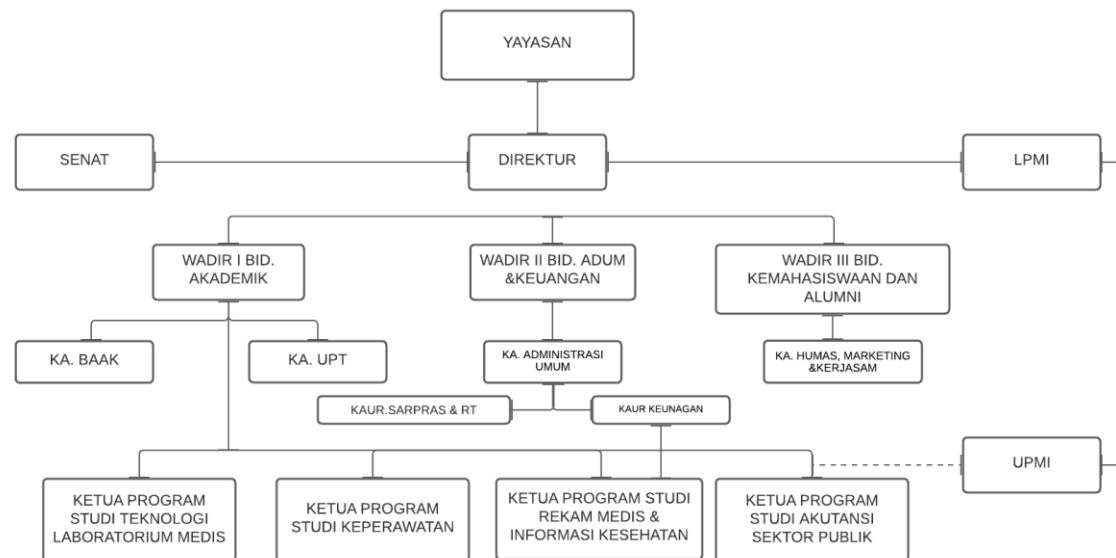 YAYASAN
SENAT
DIREKTUR
LPMI
WADIR I BID.
AKADEMIK
WADIR II BID. ADUM
&KEUANGAN
WADIR III BID.
KEMAHASISWAAN DAN
ALUMNI
KA. BAAK
KA. UPT
KA. ADMINISTRASI
UMUM
KA. HUMAS, MARKETING
&KERJASAM
KAUR.SARPRAS & RT
KAUR KEUNAGAN
UPMI
KETUA PROGRAM
STUDI TEKNOLOGI
LABORATORIUM MEDIS
KETUA PROGRAM
STUDI KEPERAWATAN
KETUA PROGRAM STUDI
REKAM MEDIS &
INFORMASI KESEHATAN
KETUA PROGRAM
STUDI AKUTANSI
SEKTOR PUBLIK